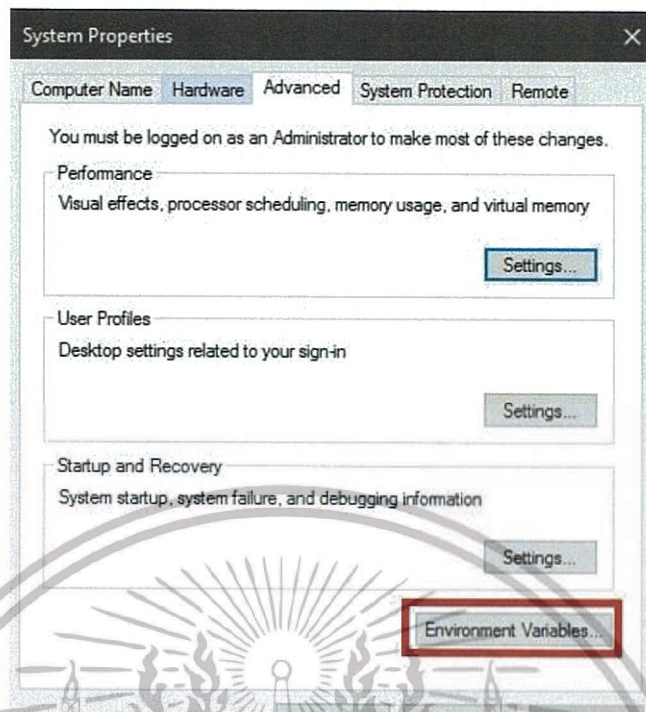 System Properties
Computer Name Hardware Advanced System Protection Remote
You must be logged on as an Administrator to make most of these changes.
Performance
Visual effects, processor scheduling, memory usage, and virtual memory
Settings...
User Profiles
Desktop settings related to your sign-in
Settings...
Startup and Recovery
System startup, system failure, and debugging information
Settings...
Environment Variables...